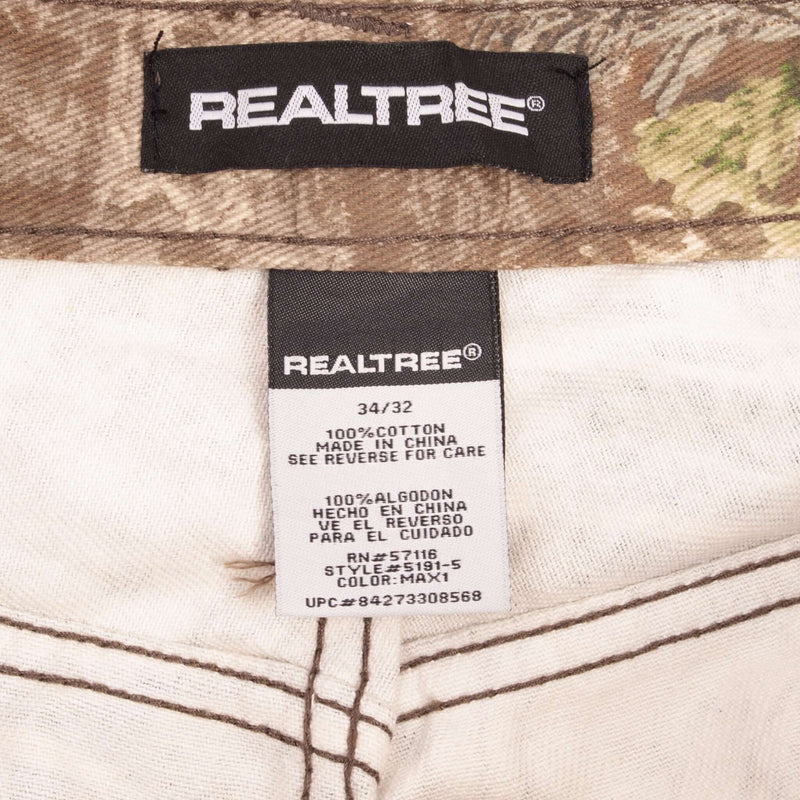 REALTREE®
REALTREE®
34/32
100%COTTON
MADE IN CHINA
SEE REVERSE FOR CARE
100%ALGODON
HECHO EN CHINA
VE EL REVERSO
PARA EL CUIDADO
RN#57116
STYLE#5191-5
COLOR:MAX1
UPC#84273308568